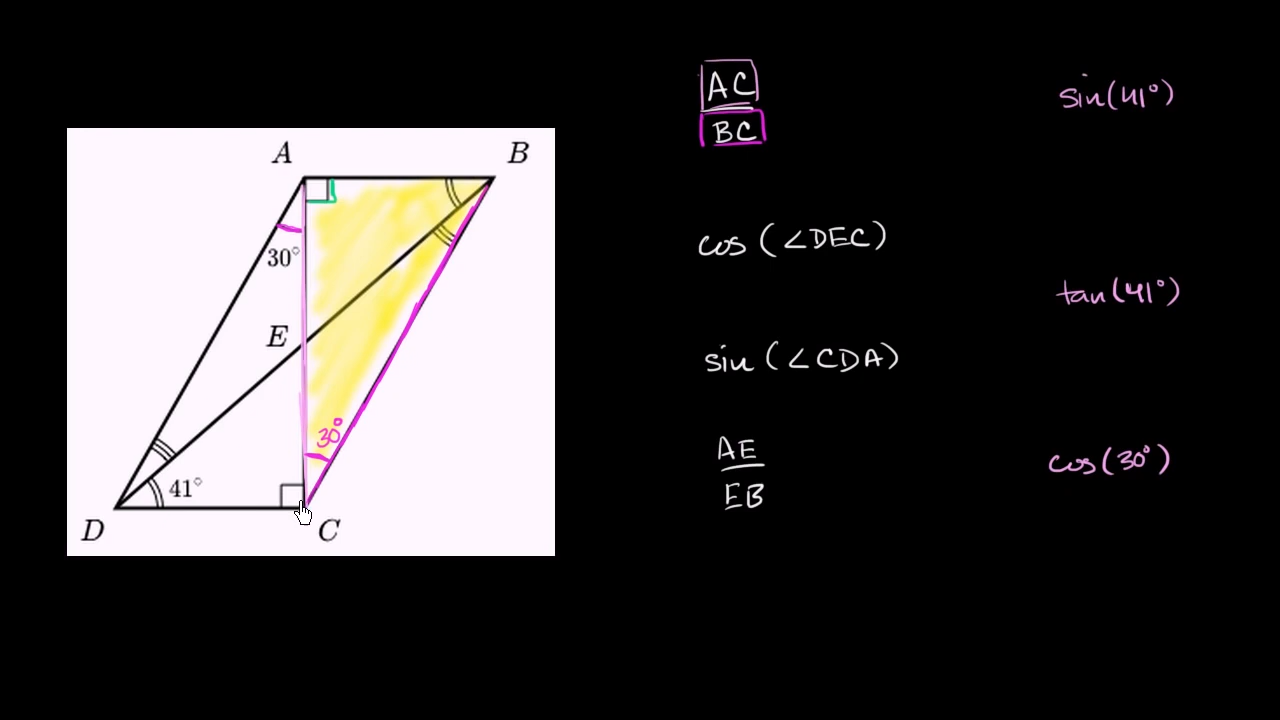 AC
BC
sin(41°)
A
B
cos (∠DEC)
30°
tan(41°)
E
sin (∠CDA)
30°
AE
EB
cos(30°)
41°
D
C